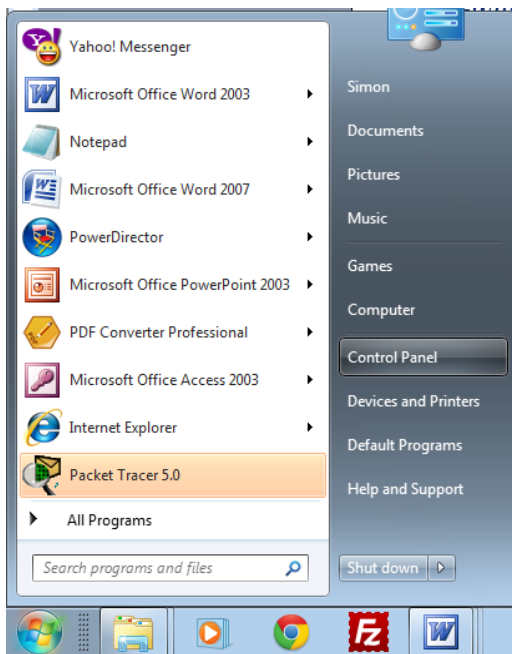 Yahoo! Messenger
Microsoft Office Word 2003
Notepad
Microsoft Office Word 2007
PowerDirector
Microsoft Office PowerPoint 2003
PDF Converter Professional
Microsoft Office Access 2003
Internet Explorer
Packet Tracer 5.0
All Programs
Search programs and files
Simon
Documents
Pictures
Music
Games
Computer
Control Panel
Devices and Printers
Default Programs
Help and Support
Shut down